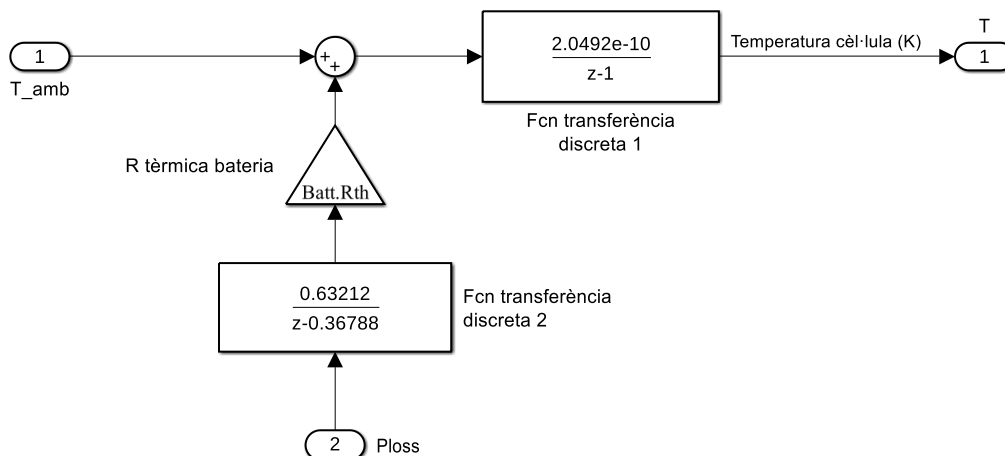 T
1
2.0492e-10
z-1
Temperatura cèl·lula (K)
1
+
+
T_amb
Fcn transferència
discreta 1
R tèrmica bateria
Batt.Rth
0.63212
z-0.36788
Fcn transferència
discreta 2
2
Ploss